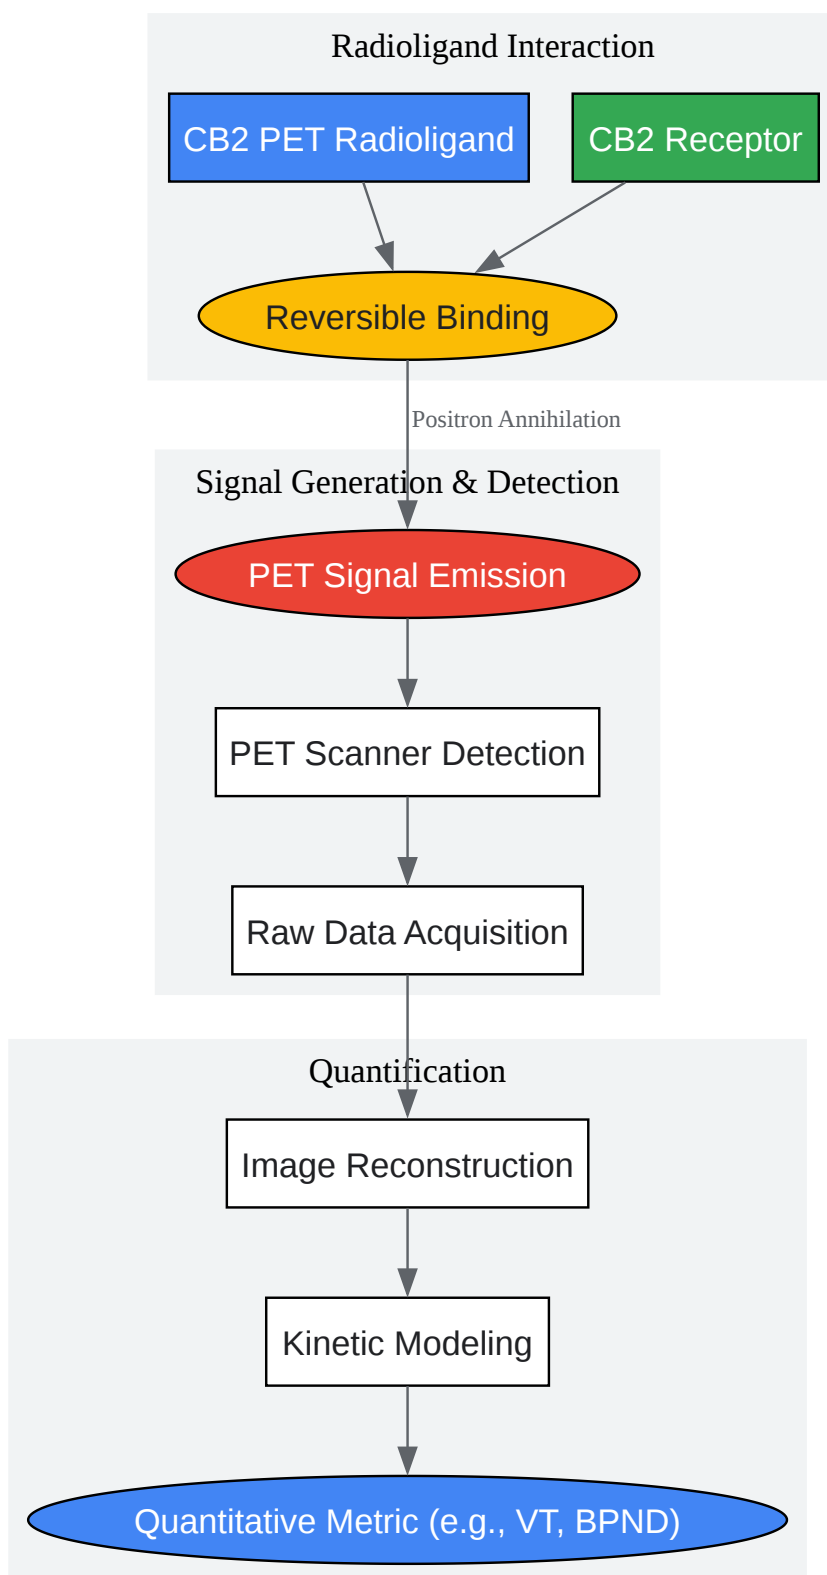 Radioligand Interaction
CB2 PET Radioligand
CB2 Receptor
Reversible Binding
Positron Annihilation
Signal Generation & Detection
PET Signal Emission
PET Scanner Detection
Raw Data Acquisition
Quantification
Image Reconstruction
Kinetic Modeling
Quantitative Metric (e.g., VT, BPND)